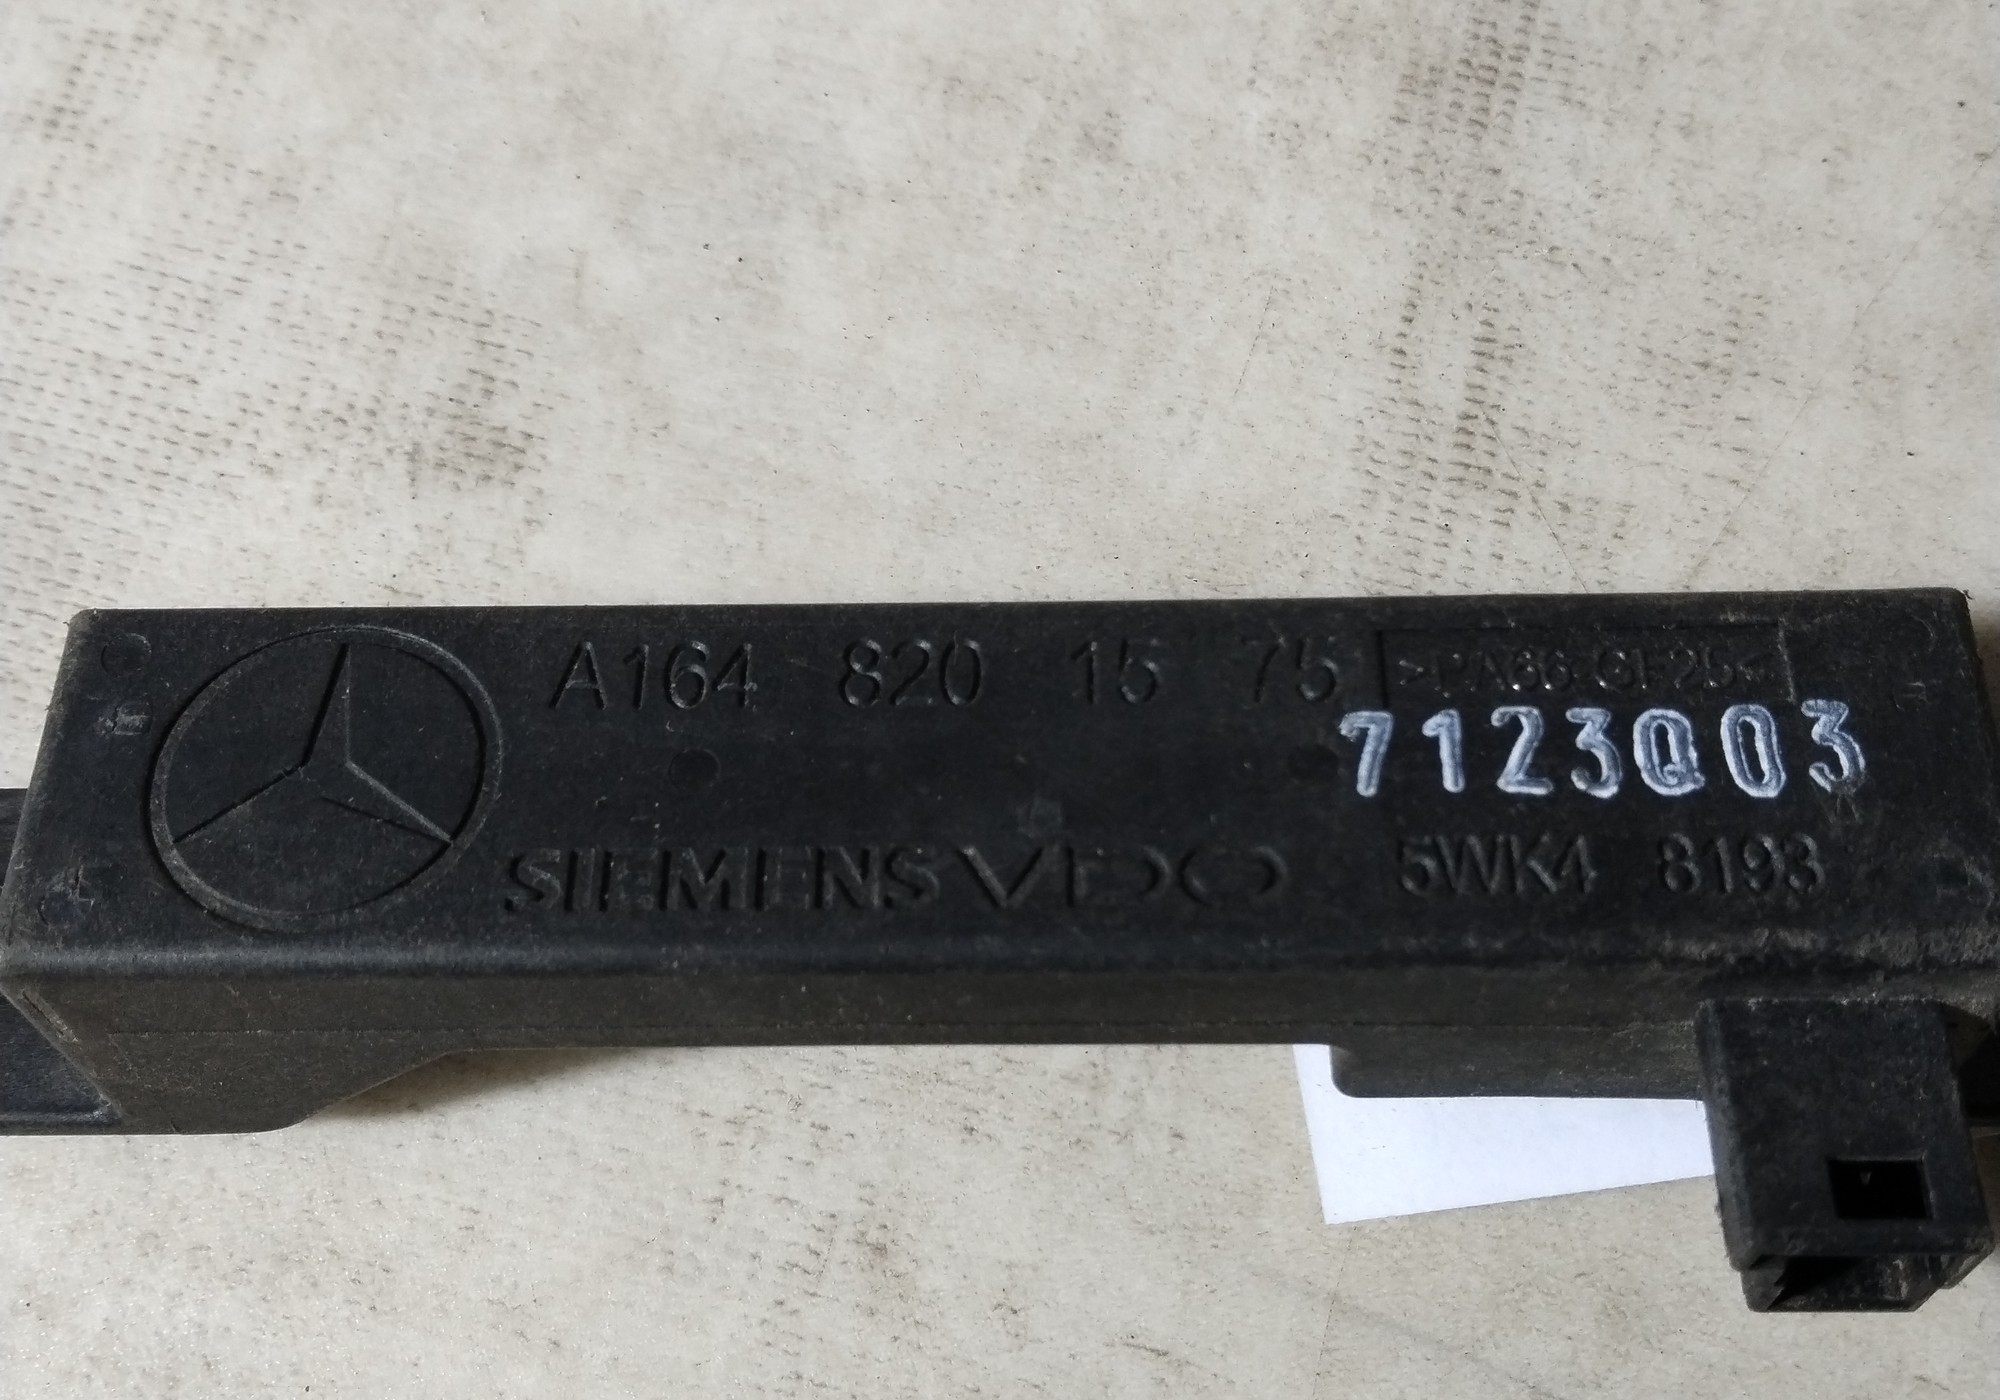 A164 820 15 75
>PA66-GF25<
7123Q03
SIEMENS VDO
5WK4 8193